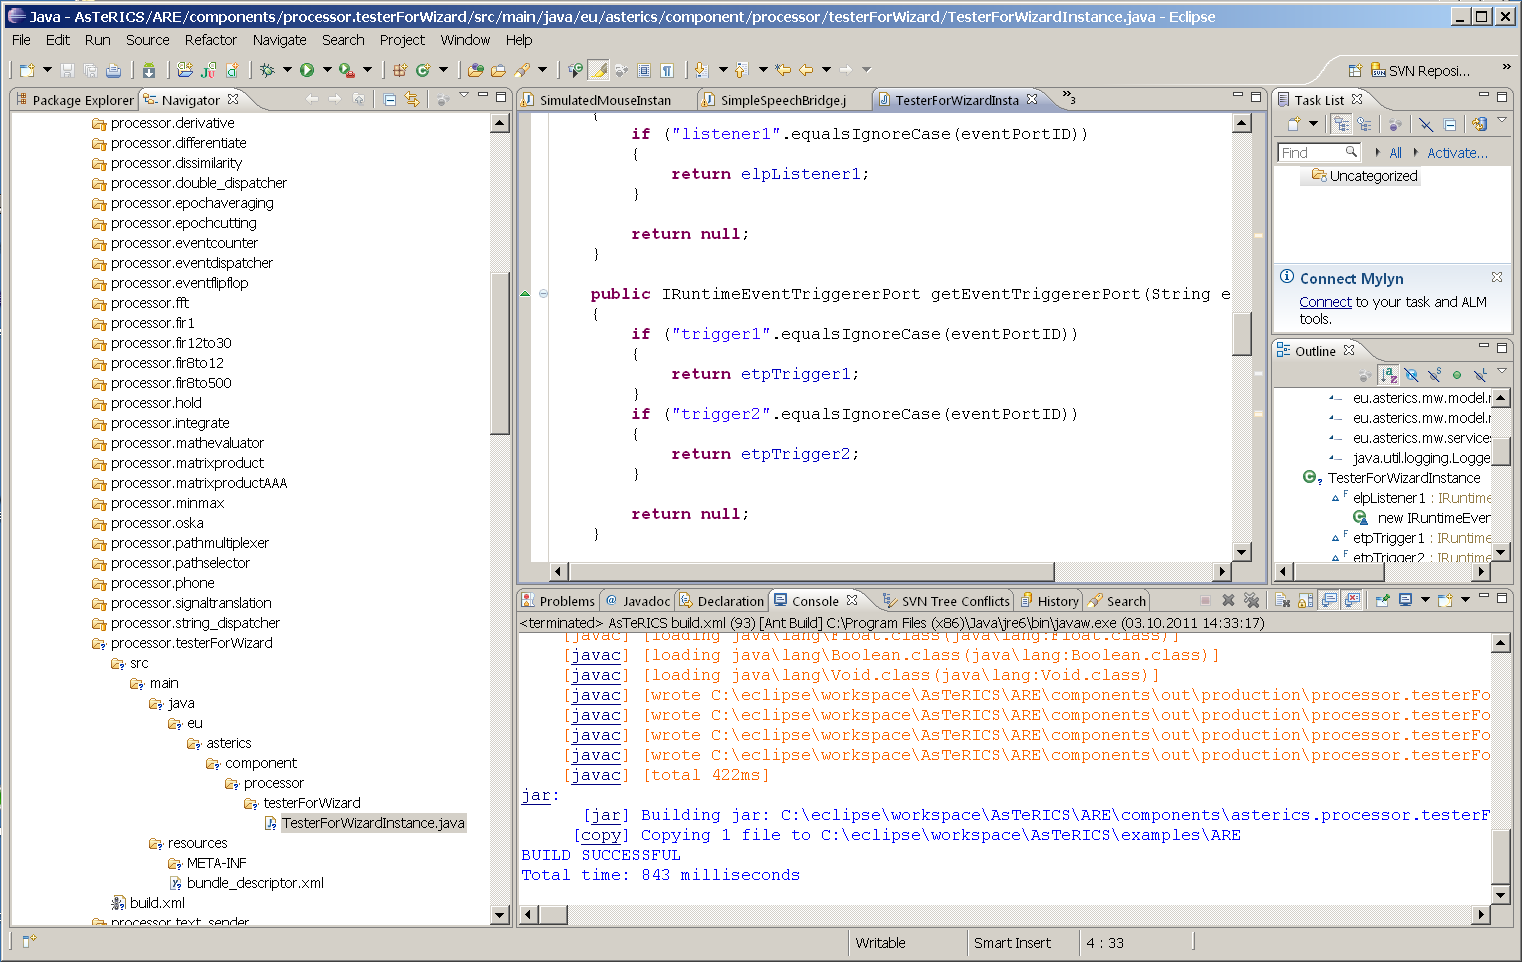 Java - AsTeRICS/ARE/components/processor.testerForWizard/src/main/java/eu/asterics/component/processor/testerForWizard/TesterForWizardInstance.java - Eclipse
File Edit Run Source Refactor Navigate Search Project Window Help
SVN Reposi... »
Package Explorer Navigator
processor.derivative
processor.differentiate
processor.dissimilarity
processor.double_dispatcher
processor.epochaveraging
processor.epochcutting
processor.eventcounter
processor.eventdispatcher
processor.eventflipflop
processor.fft
processor.fir1
processor.fir12to30
processor.fir8to12
processor.fir8to500
processor.hold
processor.integrate
processor.mathevaluator
processor.matrixproduct
processor.matrixproductAAA
processor.minmax
processor.oska
processor.pathmultiplexer
processor.pathselector
processor.phone
processor.signaltranslation
processor.string_dispatcher
processor.testerForWizard
src
main
java
eu
asterics
component
processor
testerForWizard
TesterForWizardInstance.java
resources
META-INF
bundle_descriptor.xml
build.xml
processor.text_sender
SimulatedMouseInstan SimpleSpeechBridge.j TesterForWizardInsta »3
{
if ("listener1".equalsIgnoreCase(eventPortID))
{
return elpListener1;
}
return null;
}
public IRuntimeEventTriggererPort getEventTriggererPort(String e
{
if ("trigger1".equalsIgnoreCase(eventPortID))
{
return etpTrigger1;
}
if ("trigger2".equalsIgnoreCase(eventPortID))
{
return etpTrigger2;
}
return null;
}
Task List
Find All Activate...
Uncategorized
Connect Mylyn
Connect to your task and ALM
tools.
Outline
eu.asterics.mw.model.r
eu.asterics.mw.model.r
eu.asterics.mw.services
java.util.logging.Logge
TesterForWizardInstance
elpListener1 : IRuntime
new IRuntimeEver
etpTrigger1 : IRuntime
etpTrigger2 : IRuntime
Problems @ Javadoc Declaration Console SVN Tree Conflicts History Search
<terminated> AsTeRICS build.xml (93) [Ant Build] C:\Program Files (x86)\Java\jre6\bin\javaw.exe (03.10.2011 14:33:17)
[javac] [loading java\lang\Float.class(java\lang:Float.class)]
[javac] [loading java\lang\Boolean.class(java\lang:Boolean.class)]
[javac] [loading java\lang\Void.class(java\lang:Void.class)]
[javac] [wrote C:\eclipse\workspace\AsTeRICS\ARE\components\out\production\processor.testerFo
[javac] [wrote C:\eclipse\workspace\AsTeRICS\ARE\components\out\production\processor.testerFo
[javac] [wrote C:\eclipse\workspace\AsTeRICS\ARE\components\out\production\processor.testerFo
[javac] [wrote C:\eclipse\workspace\AsTeRICS\ARE\components\out\production\processor.testerFo
[javac] [total 422ms]
jar:
[jar] Building jar: C:\eclipse\workspace\AsTeRICS\ARE\components\asterics.processor.testerF
[copy] Copying 1 file to C:\eclipse\workspace\AsTeRICS\examples\ARE
BUILD SUCCESSFUL
Total time: 843 milliseconds
Writable Smart Insert 4 : 33